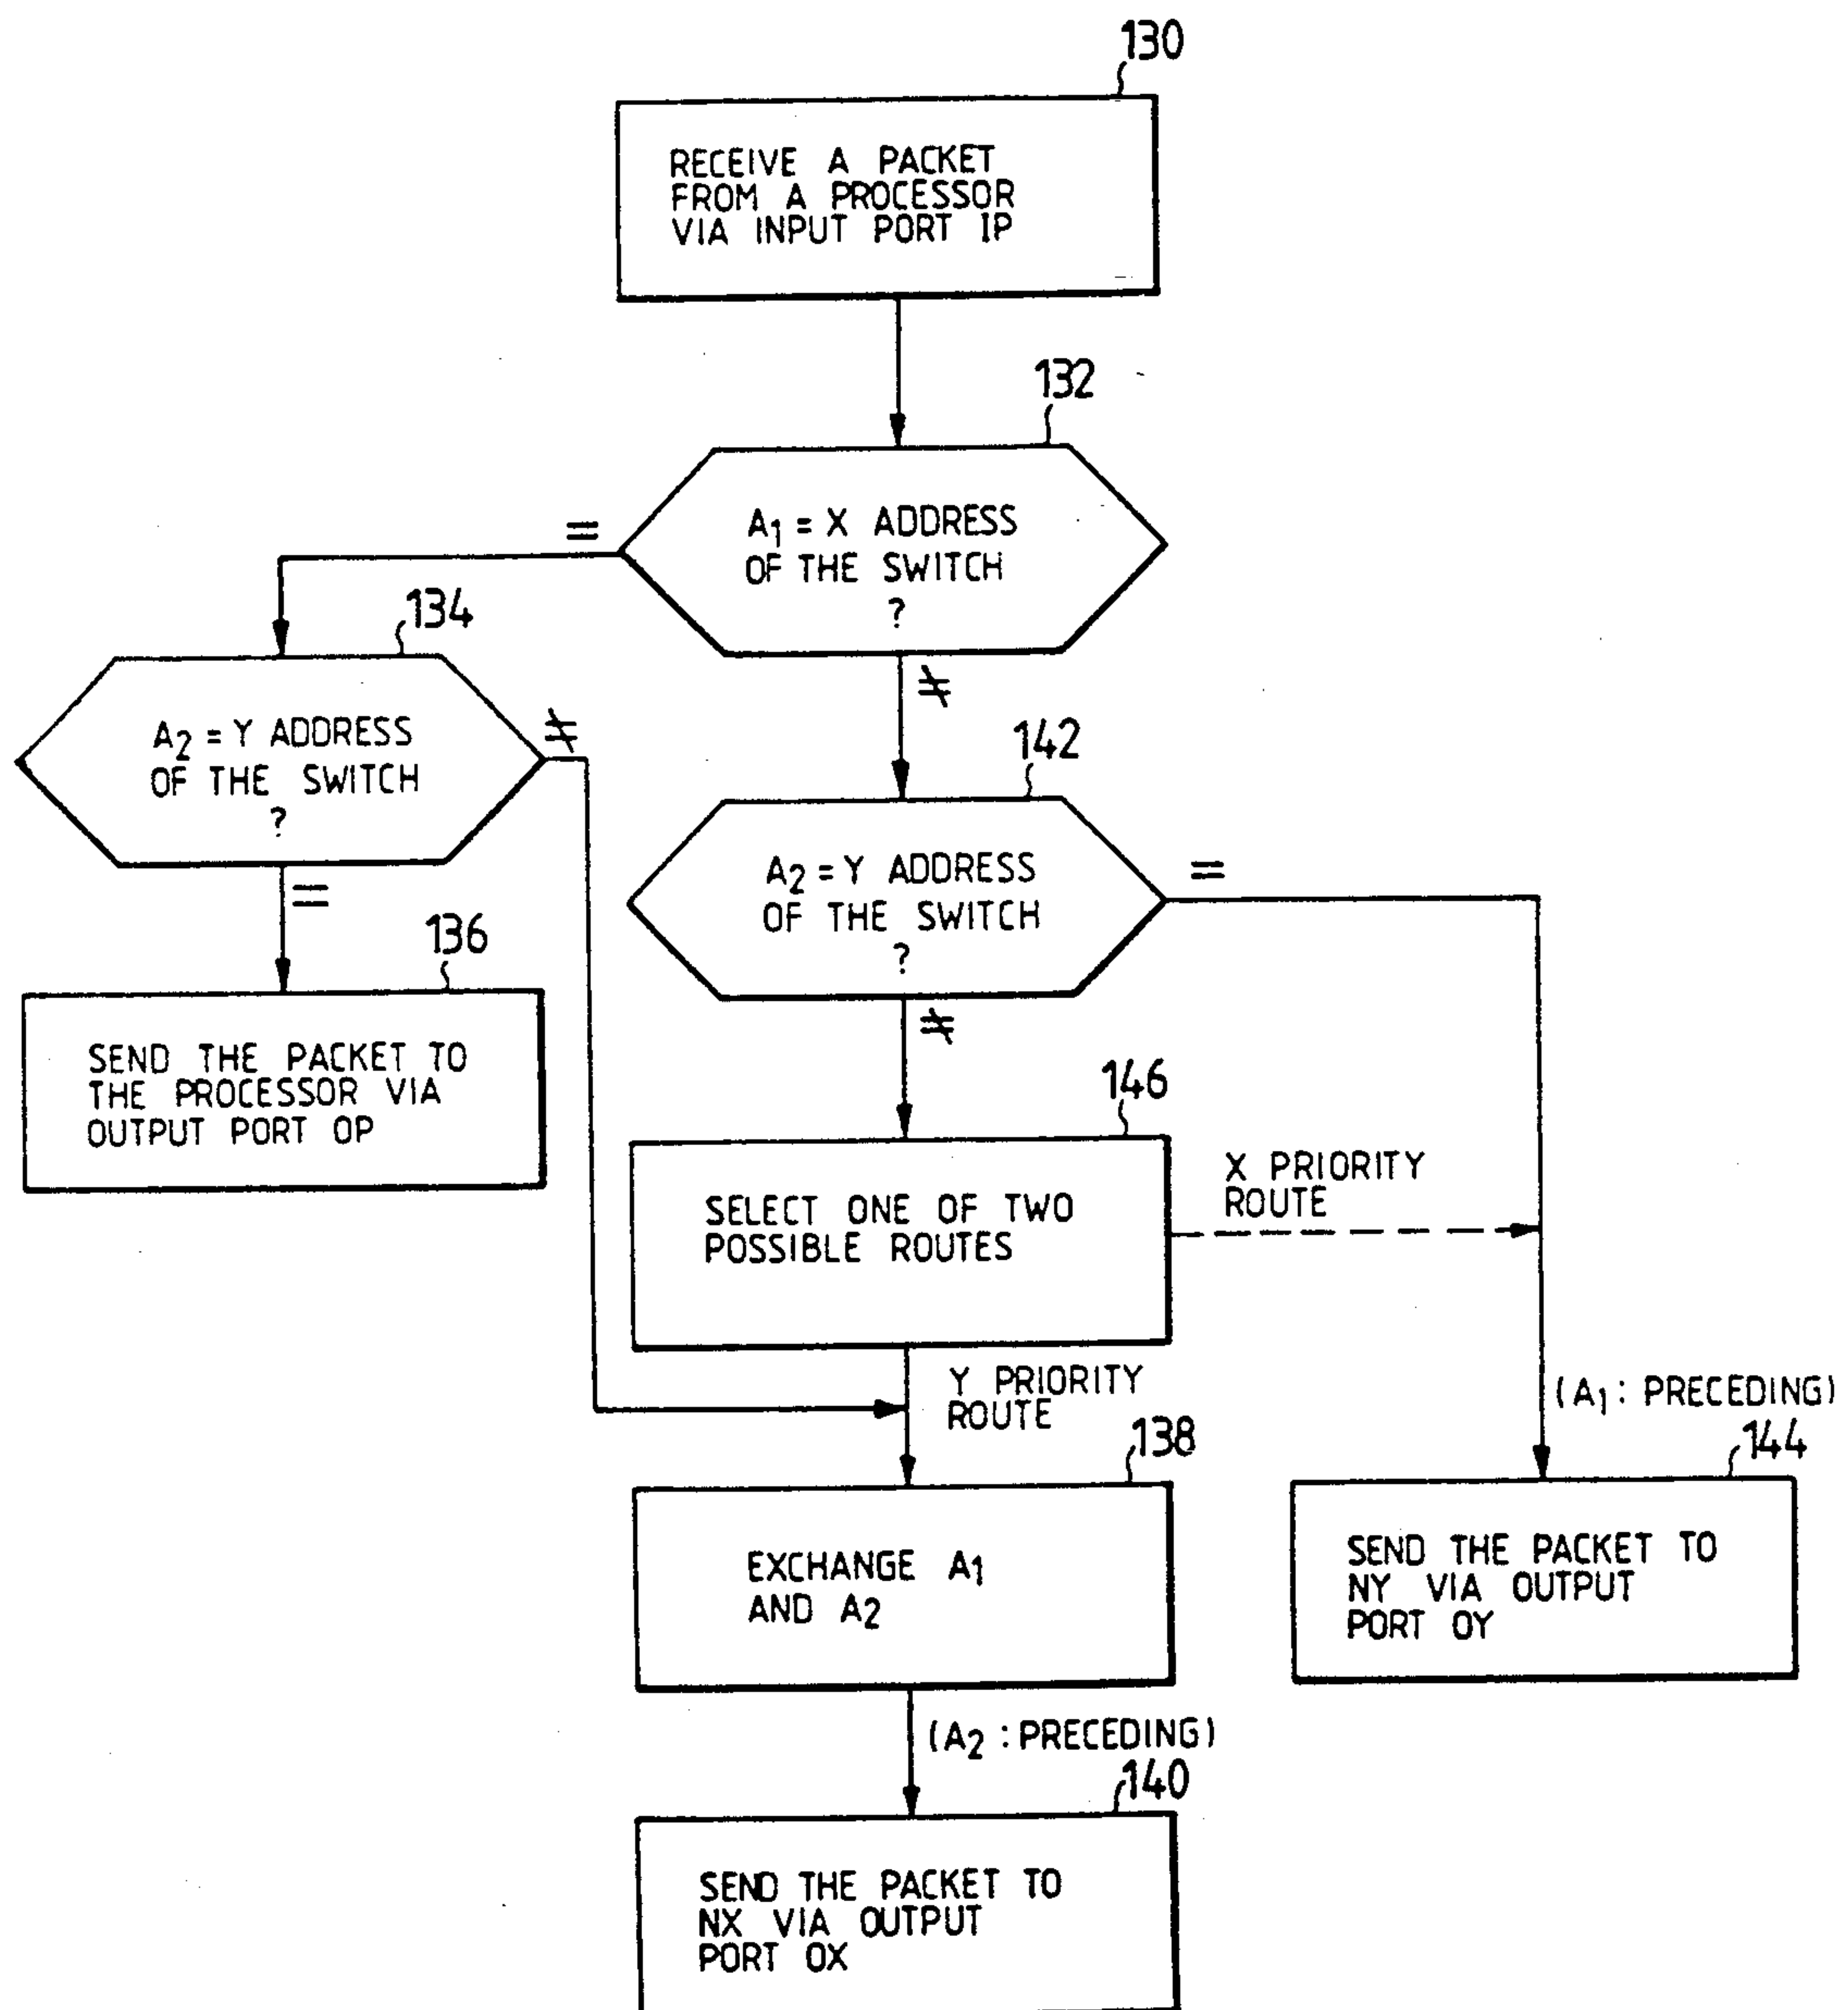 130
RECEIVE A PACKET
FROM A PROCESSOR
VIA INPUT PORT IP
132
A1 = X ADDRESS
OF THE SWITCH
?
=
≠
134
A2 = Y ADDRESS
OF THE SWITCH
?
≠
=
142
A2 = Y ADDRESS
OF THE SWITCH
?
=
≠
136
SEND THE PACKET TO
THE PROCESSOR VIA
OUTPUT PORT OP
146
SELECT ONE OF TWO
POSSIBLE ROUTES
X PRIORITY
ROUTE
Y PRIORITY
ROUTE
(A1 : PRECEDING)
138
EXCHANGE A1
AND A2
144
SEND THE PACKET TO
NY VIA OUTPUT
PORT OY
(A2 : PRECEDING)
140
SEND THE PACKET TO
NX VIA OUTPUT
PORT OX